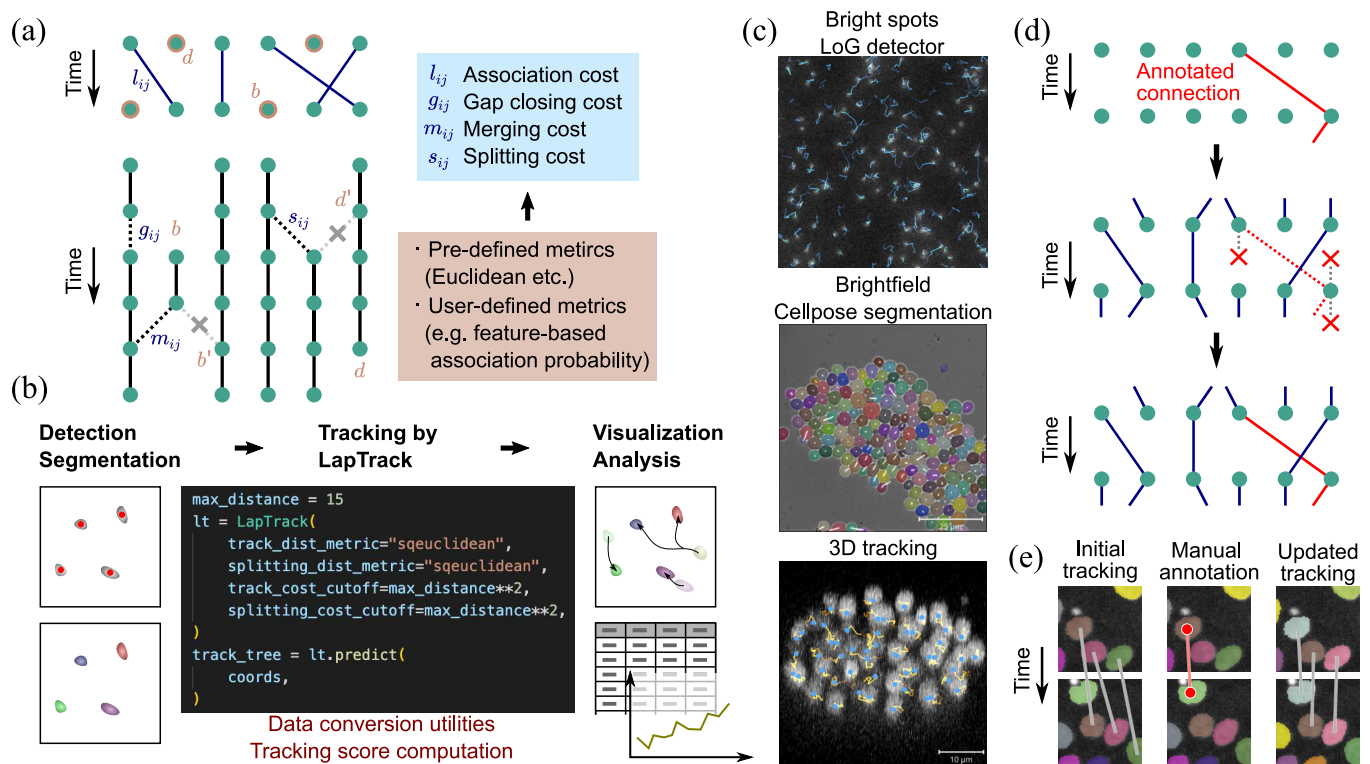 (a)
Time
d
l_ij
b
l_ij Association cost
g_ij Gap closing cost
m_ij Merging cost
s_ij Splitting cost
Time
g_ij
b
s_ij
d'
m_ij
b'
d
· Pre-defined metircs
(Euclidean etc.)
· User-defined metrics
(e.g. feature-based
association probability)
(b)
Detection
Segmentation
Tracking by
LapTrack
Visualization
Analysis
max_distance = 15
lt = LapTrack(
track_dist_metric="sqeuclidean",
splitting_dist_metric="sqeuclidean",
track_cost_cutoff=max_distance**2,
splitting_cost_cutoff=max_distance**2,
)
track_tree = lt.predict(
coords,
)
Data conversion utilities
Tracking score computation
(c)
Bright spots
LoG detector
Brightfield
Cellpose segmentation
25 μm
3D tracking
10 μm
(d)
Time
Annotated
connection
Time
Time
(e)
Initial
tracking
Manual
annotation
Updated
tracking
Time